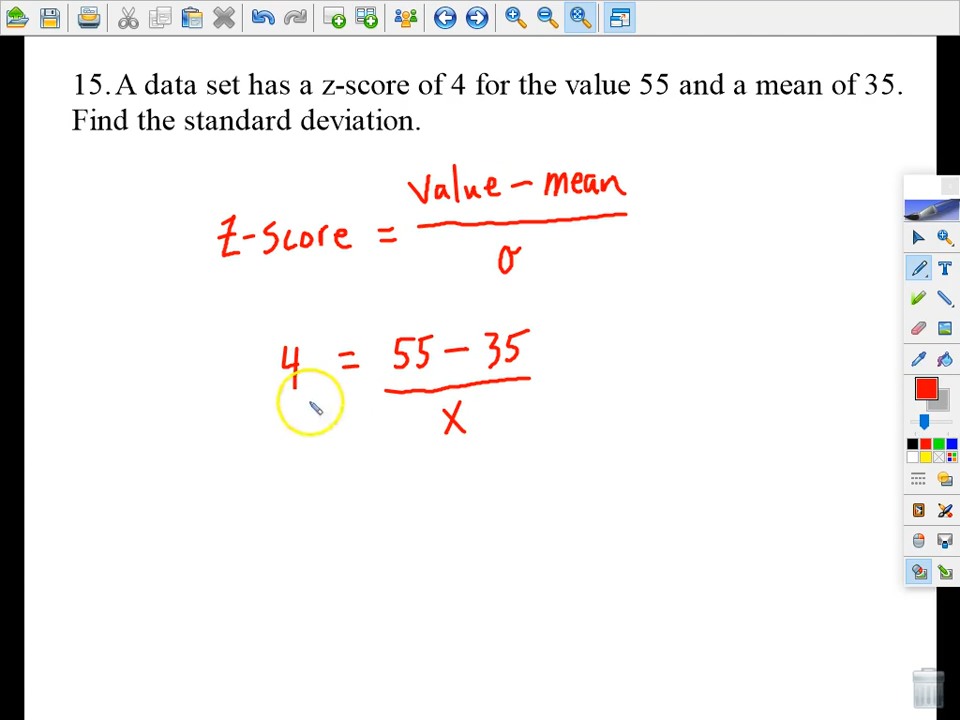 15. A data set has a z-score of 4 for the value 55 and a mean of 35.
Find the standard deviation.
value - mean
z-score =
σ
4 = 55 - 35
x
T